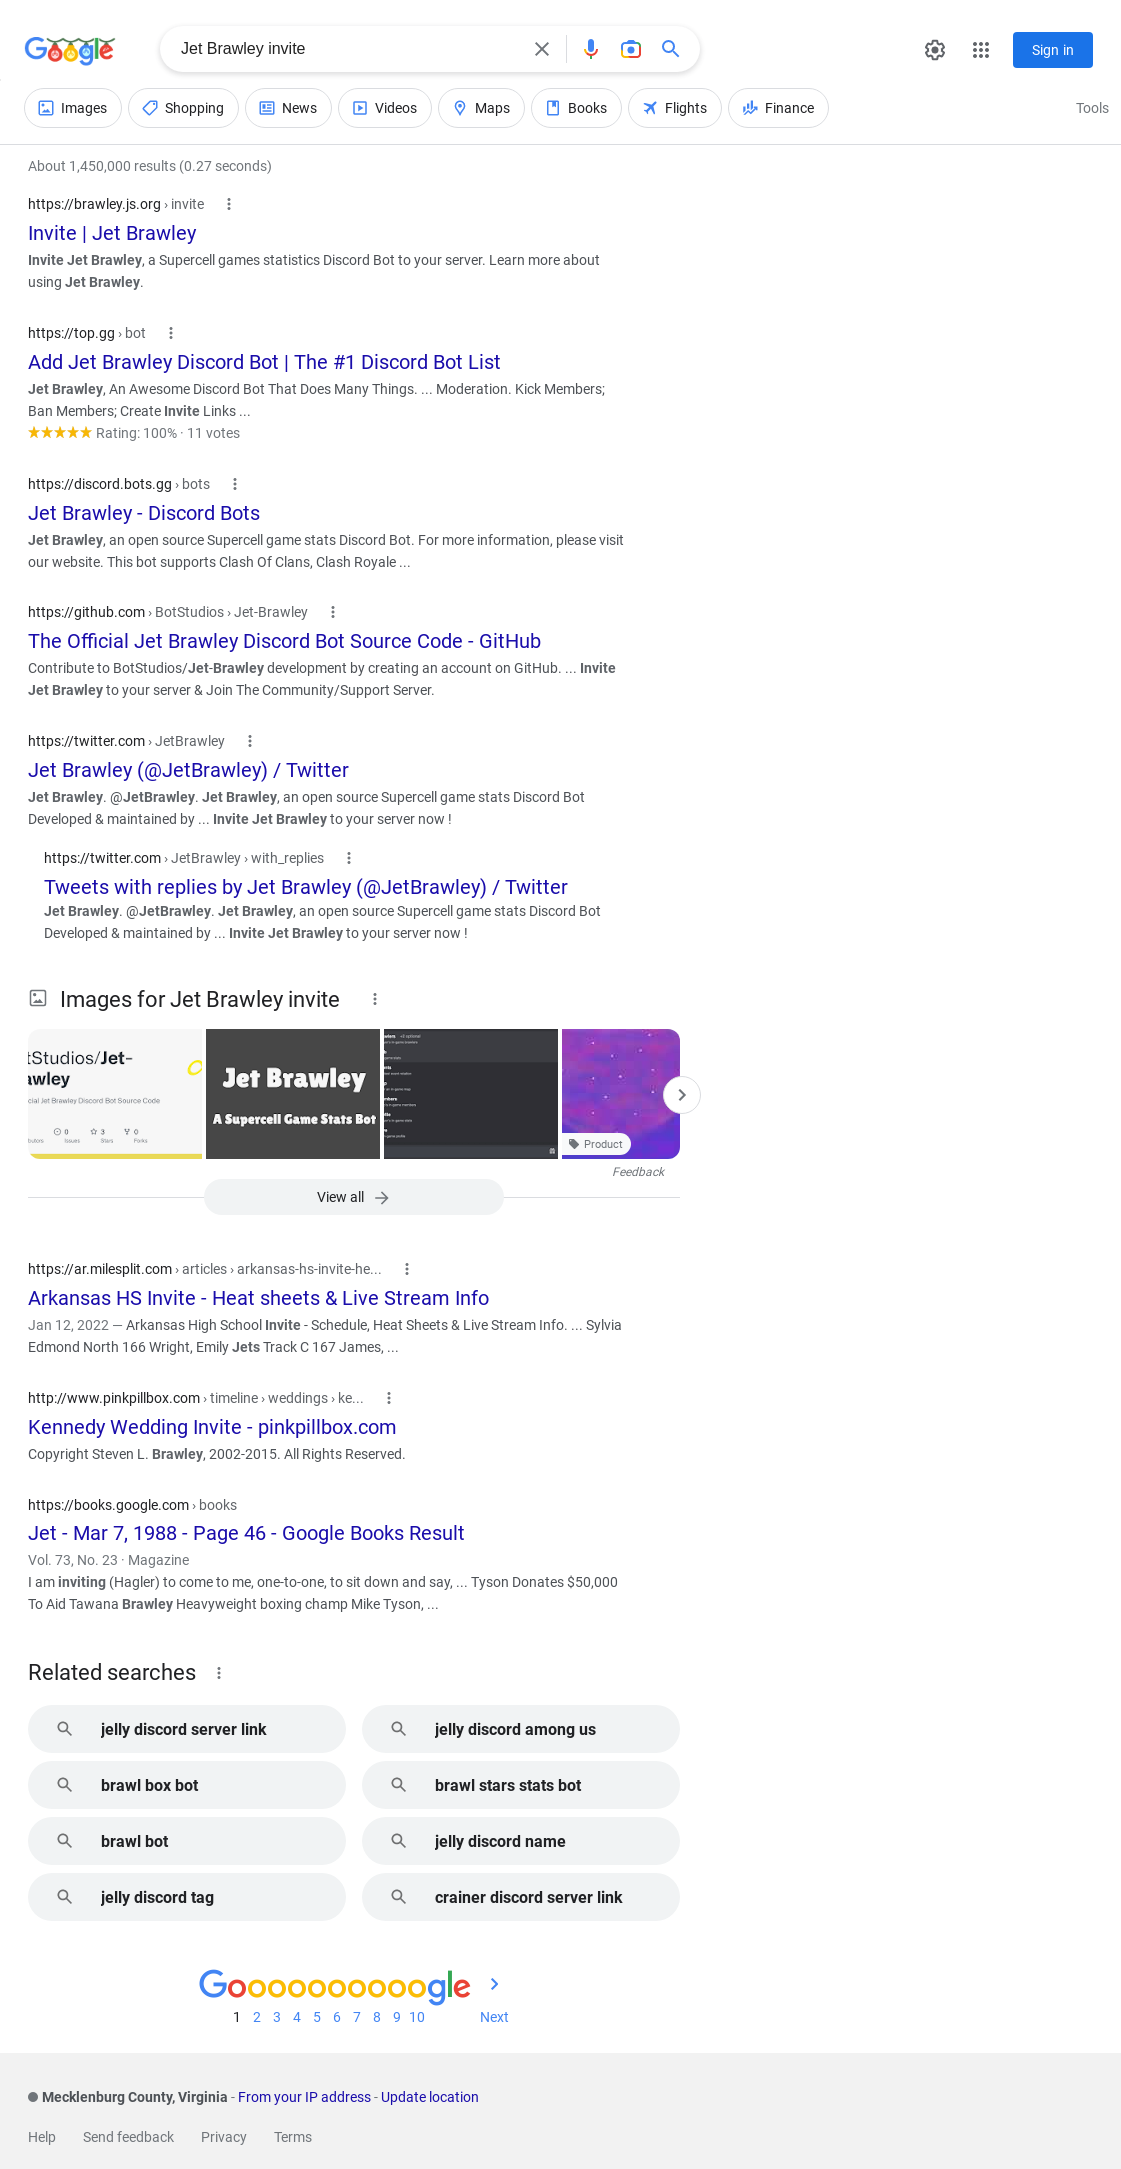 Google
Jet Brawley invite
Sign in
Images
Shopping
News
Videos
Maps
Books
Flights
Finance
Tools
About 1,450,000 results (0.27 seconds)
https://brawley.js.org › invite
Invite | Jet Brawley
Invite Jet Brawley, a Supercell games statistics Discord Bot to your server. Learn more about
using Jet Brawley.
https://top.gg › bot
Add Jet Brawley Discord Bot | The #1 Discord Bot List
Jet Brawley, An Awesome Discord Bot That Does Many Things. ... Moderation. Kick Members;
Ban Members; Create Invite Links ...
Rating: 100% · 11 votes
https://discord.bots.gg › bots
Jet Brawley - Discord Bots
Jet Brawley, an open source Supercell game stats Discord Bot. For more information, please visit
our website. This bot supports Clash Of Clans, Clash Royale ...
https://github.com › BotStudios › Jet-Brawley
The Official Jet Brawley Discord Bot Source Code - GitHub
Contribute to BotStudios/Jet-Brawley development by creating an account on GitHub. ... Invite
Jet Brawley to your server & Join The Community/Support Server.
https://twitter.com › JetBrawley
Jet Brawley (@JetBrawley) / Twitter
Jet Brawley. @JetBrawley. Jet Brawley, an open source Supercell game stats Discord Bot
Developed & maintained by ... Invite Jet Brawley to your server now !
https://twitter.com › JetBrawley › with_replies
Tweets with replies by Jet Brawley (@JetBrawley) / Twitter
Jet Brawley. @JetBrawley. Jet Brawley, an open source Supercell game stats Discord Bot
Developed & maintained by ... Invite Jet Brawley to your server now !
Images for Jet Brawley invite
tStudios/Jet-
awley
cial Jet Brawley Discord Bot Source Code
0 3 0
Issues Stars Forks
Jet Brawley
A Supercell Game Stats Bot
Product
Feedback
View all
https://ar.milesplit.com › articles › arkansas-hs-invite-he...
Arkansas HS Invite - Heat sheets & Live Stream Info
Jan 12, 2022 — Arkansas High School Invite - Schedule, Heat Sheets & Live Stream Info. ... Sylvia
Edmond North 166 Wright, Emily Jets Track C 167 James, ...
http://www.pinkpillbox.com › timeline › weddings › ke...
Kennedy Wedding Invite - pinkpillbox.com
Copyright Steven L. Brawley, 2002-2015. All Rights Reserved.
https://books.google.com › books
Jet - Mar 7, 1988 - Page 46 - Google Books Result
Vol. 73, No. 23 · Magazine
I am inviting (Hagler) to come to me, one-to-one, to sit down and say, ... Tyson Donates $50,000
To Aid Tawana Brawley Heavyweight boxing champ Mike Tyson, ...
Related searches
jelly discord server link
jelly discord among us
brawl box bot
brawl stars stats bot
brawl bot
jelly discord name
jelly discord tag
crainer discord server link
Goooooooooogle
1 2 3 4 5 6 7 8 9 10 Next
Mecklenburg County, Virginia - From your IP address - Update location
Help Send feedback Privacy Terms